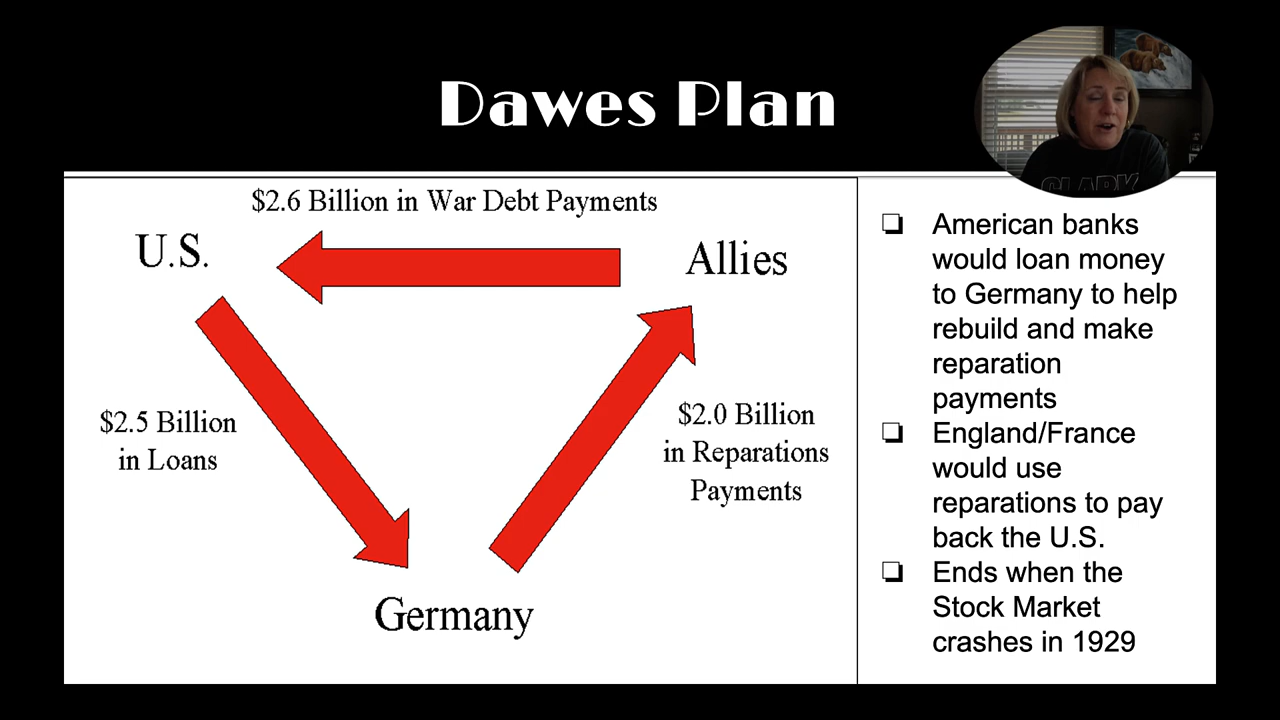 Dawes Plan
$2.6 Billion in War Debt Payments
U.S.
Allies
$2.5 Billion
in Loans
$2.0 Billion
in Reparations
Payments
Germany
American banks
would loan money
to Germany to help
rebuild and make
reparation
payments
England/France
would use
reparations to pay
back the U.S.
Ends when the
Stock Market
crashes in 1929